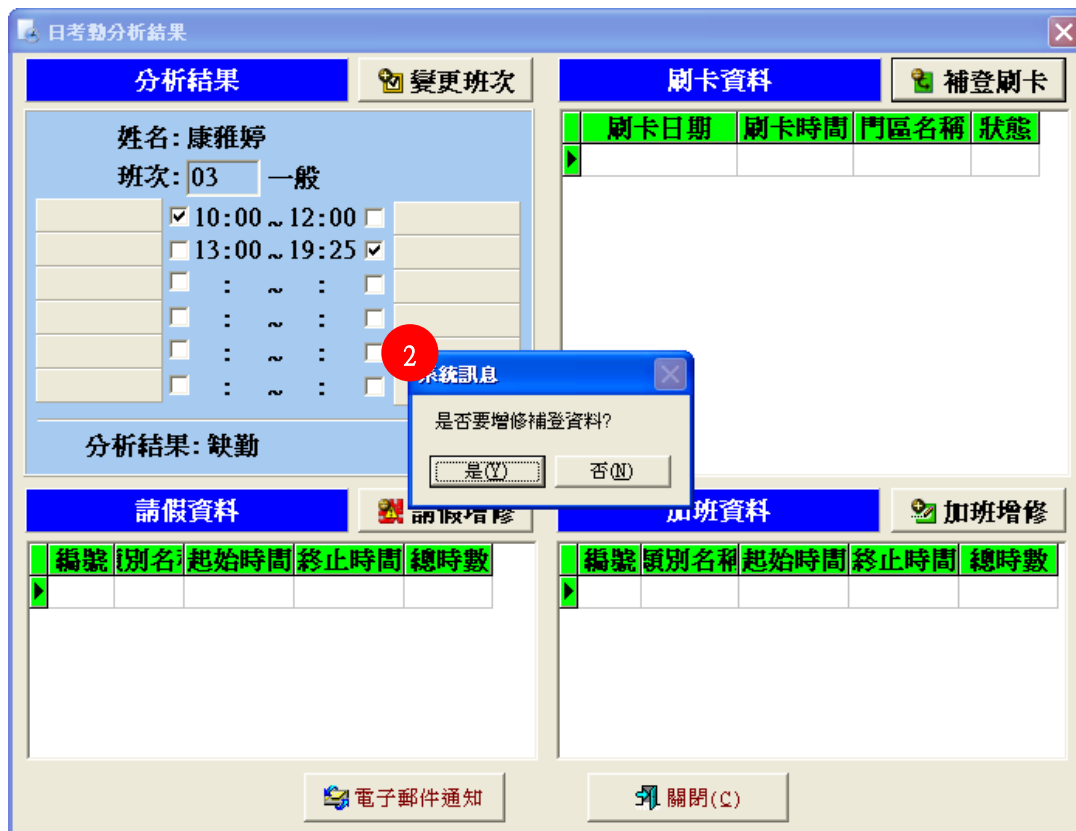 日考勤分析結果
分析結果
變更班次
刷卡資料
補登刷卡
姓名: 康雅婷
班次: 03 一般
10:00 ~ 12:00
13:00 ~ 19:25
: ~ :
: ~ :
: ~ :
: ~ :
分析結果: 缺勤
刷卡日期 刷卡時間 門區名稱 狀態
2
系統訊息
是否要增修補登資料?
是(Y) 否(N)
請假資料
請假增修
加班資料
加班增修
編號 別名 起始時間 終止時間 總時數
編號 類別名稱 起始時間 終止時間 總時數
電子郵件通知
關閉(C)